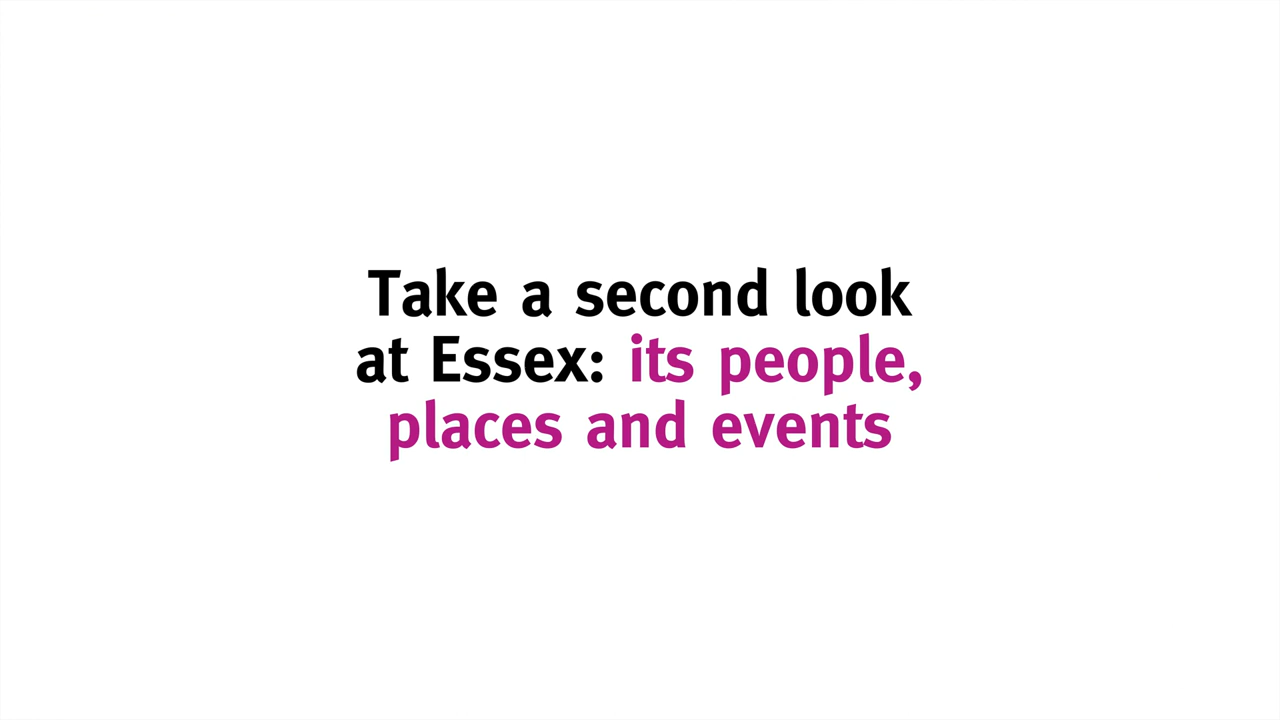 Take a second look
at Essex: its people,
places and events